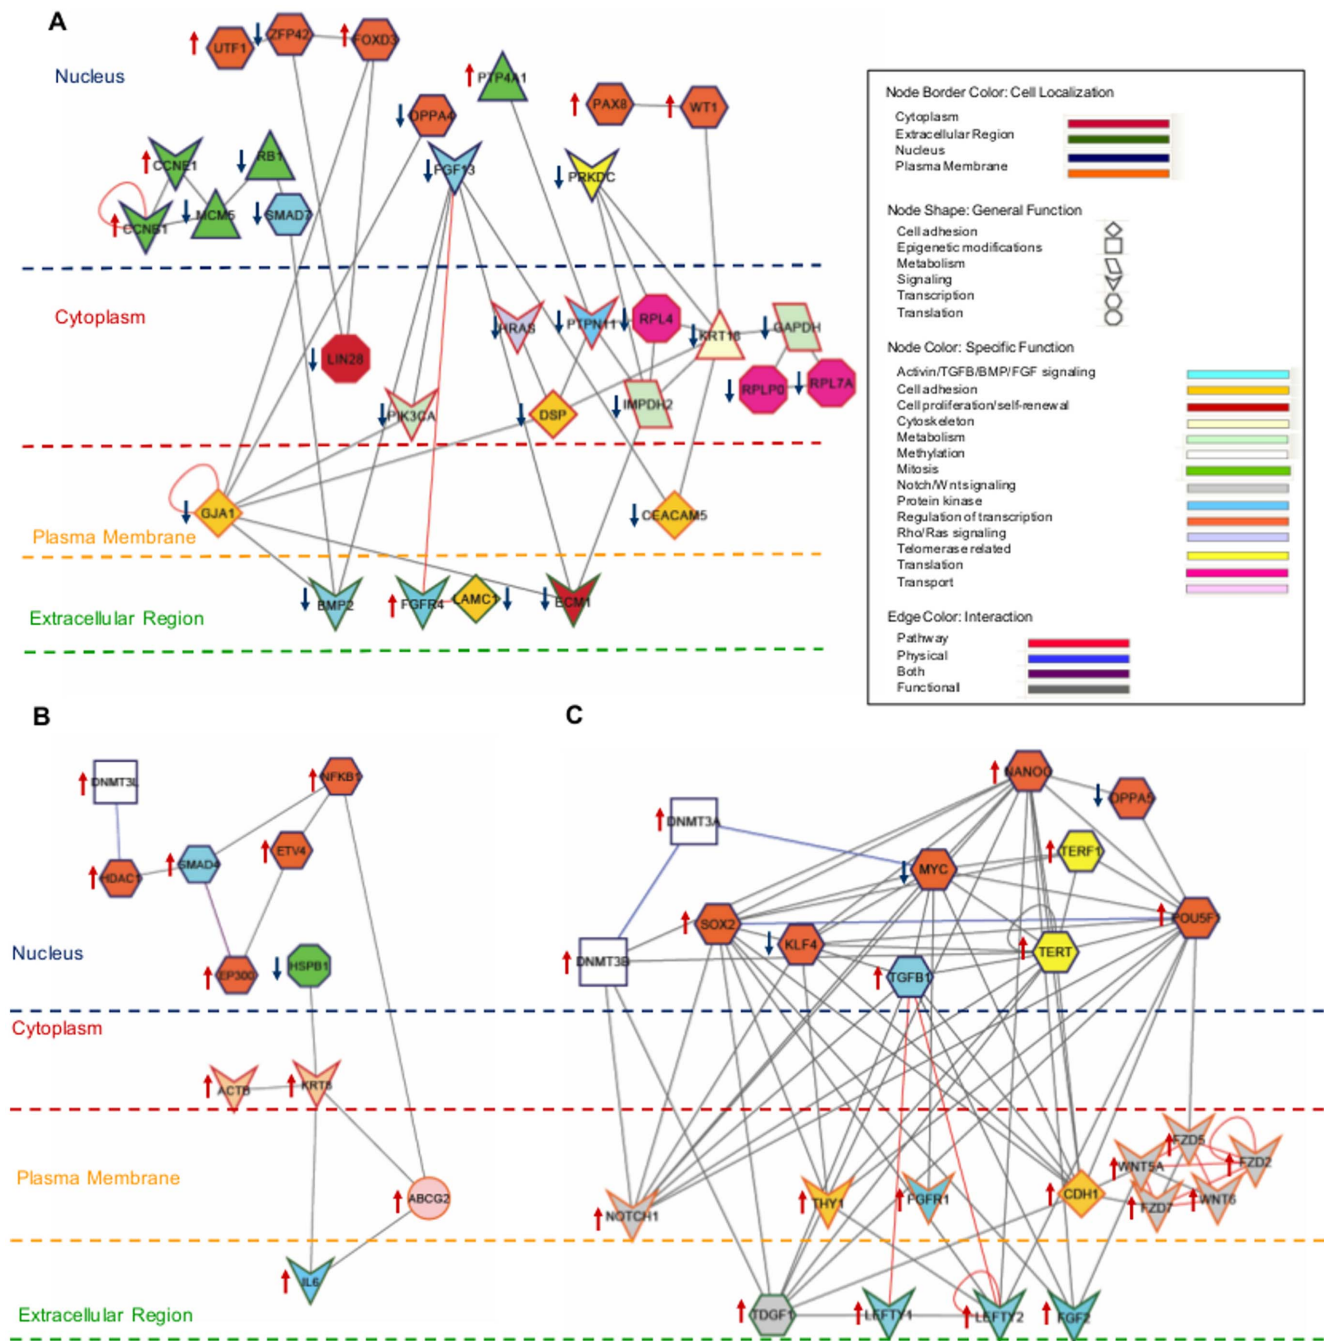 A
Nucleus
UTF1
ZFP42
FOXD3
PTP4A1
DPPA4
PAX8
WT1
CCNE1
RB1
FGF13
PRKDC
CCNB1
MCM5
SMAD7
Cytoplasm
HRAS
PTPN11
RPL4
KRT18
GAPDH
LIN28
RPLP0
RPL7A
PIK3CA
DSP
IMPDH2
GJA1
CEACAM5
Plasma Membrane
BMP2
FGFR4
LAMC1
ECM1
Extracellular Region
Node Border Color: Cell Localization
Cytoplasm
Extracellular Region
Nucleus
Plasma Membrane
Node Shape: General Function
Cell adhesion
Epigenetic modifications
Metabolism
Signaling
Transcription
Translation
Node Color: Specific Function
Activin/TGFB/BMP/FGF signaling
Cell adhesion
Cell proliferation/self-renewal
Cytoskeleton
Metabolism
Methylation
Mitosis
Notch/Wnt signaling
Protein kinase
Regulation of transcription
Rho/Ras signaling
Telomerase related
Translation
Transport
Edge Color: Interaction
Pathway
Physical
Both
Functional
B
DNMT3L
NFKB1
HDAC1
SMAD4
ETV4
Nucleus
EP300
HSPB1
Cytoplasm
ACTB
KRT8
Plasma Membrane
ABCG2
IL6
Extracellular Region
C
NANOG
DPPA5
DNMT3A
TERF1
MYC
SOX2
POU5F1
KLF4
TERT
DNMT3B
TGFB1
FZD5
WNT5A
FZD2
NOTCH1
THY1
FGFR1
CDH1
FZD7
WNT6
TDGF1
LEFTY1
LEFTY2
FGF2